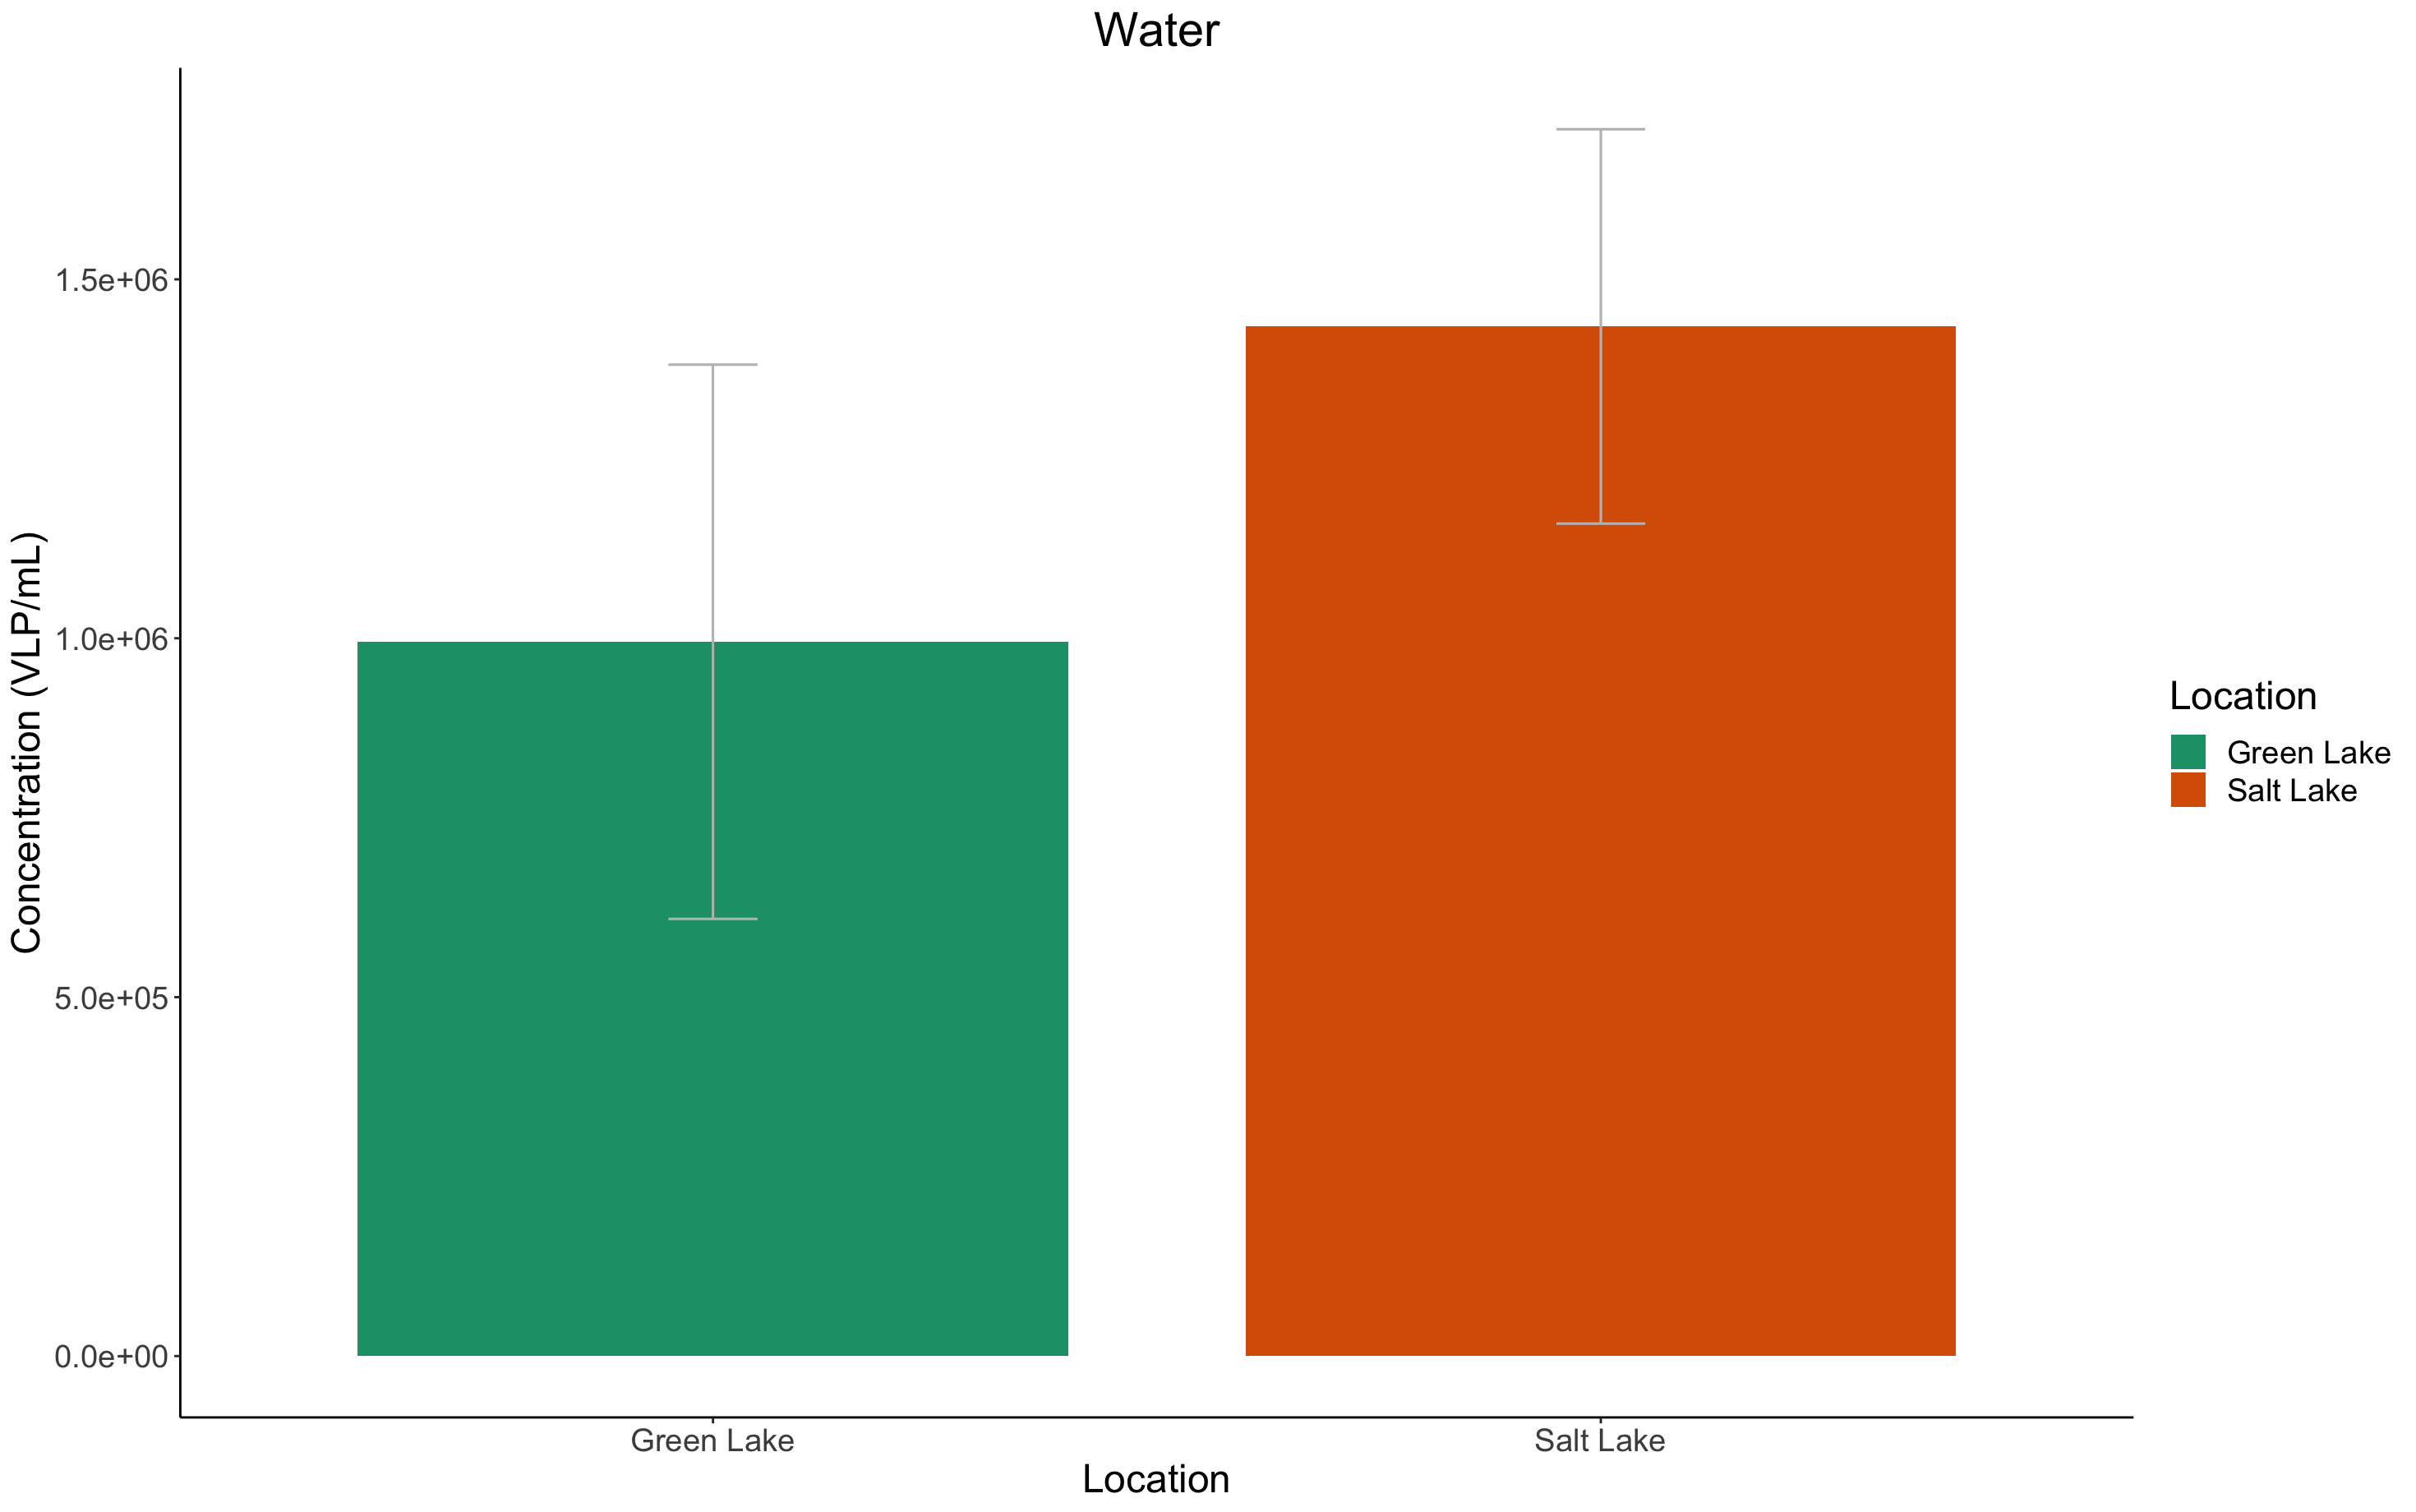 Water
Concentration (VLP/mL)
1.5e+06
1.0e+06
5.0e+05
0.0e+00
Green Lake
Salt Lake
Location
Location
Green Lake
Salt Lake